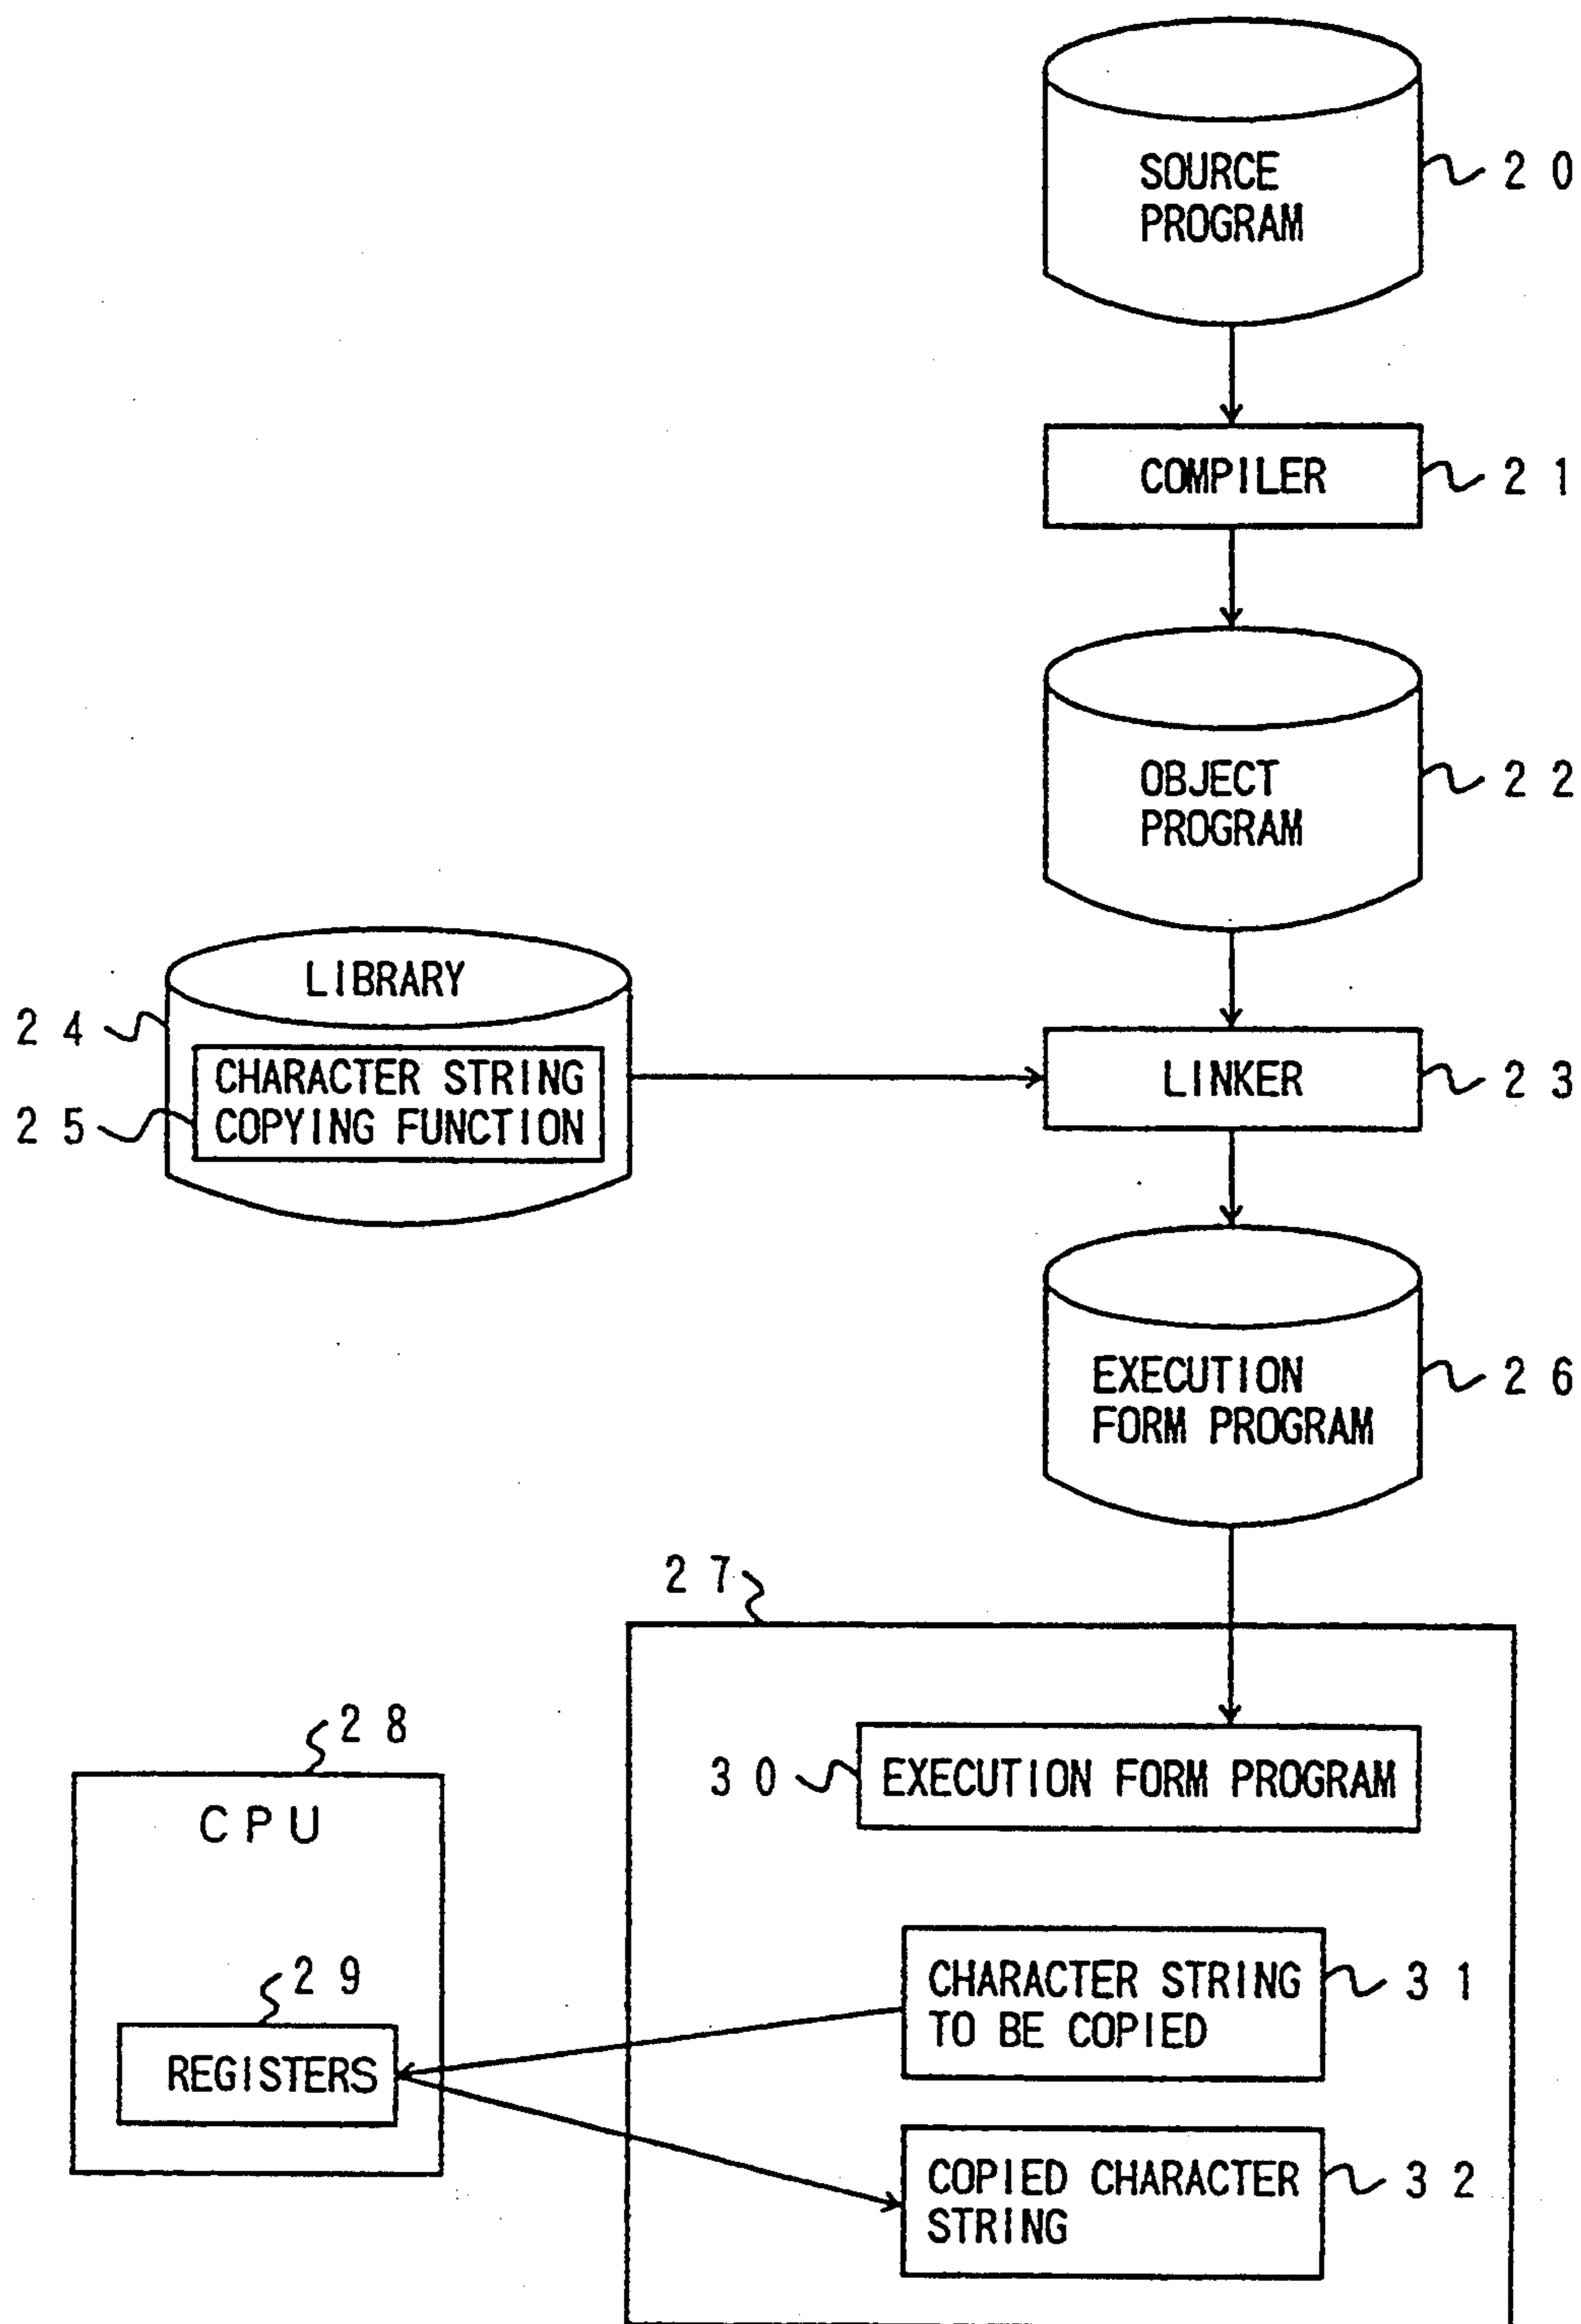 SOURCE
PROGRAM
20
COMPILER
21
OBJECT
PROGRAM
22
LIBRARY
24
CHARACTER STRING
COPYING FUNCTION
25
LINKER
23
EXECUTION
FORM PROGRAM
26
27
30
EXECUTION FORM PROGRAM
28
CPU
29
REGISTERS
CHARACTER STRING
TO BE COPIED
31
COPIED CHARACTER
STRING
32